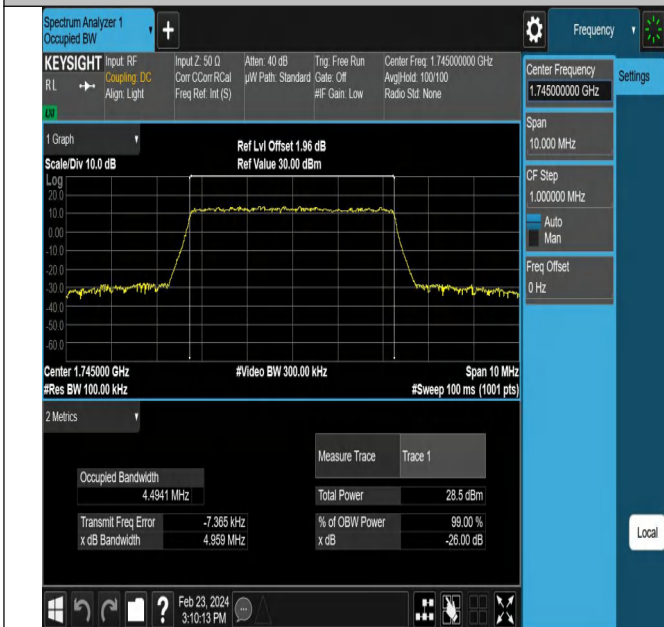 Spectrum Analyzer 1
Occupied BW
Frequency
KEYSIGHT
RL
LXI
Input: RF
Coupling: DC
Align: Light
Input Z: 50 Ω
Corr CCorr RCal
Freq Ref: Int (S)
Atten: 40 dB
µW Path: Standard
Trig: Free Run
Gate: Off
#IF Gain: Low
Center Freq: 1.745000000 GHz
Avg|Hold: 100/100
Radio Std: None
Center Frequency
1.745000000 GHz
Settings
Span
10.000 MHz
CF Step
1.000000 MHz
Auto
Man
Freq Offset
0 Hz
Local
1 Graph
Scale/Div 10.0 dB
Ref Lvl Offset 1.96 dB
Ref Value 30.00 dBm
Log
20.0
10.0
0.00
-10.0
-20.0
-30.0
-40.0
-50.0
-60.0
Center 1.745000 GHz
#Res BW 100.00 kHz
#Video BW 300.00 kHz
Span 10 MHz
#Sweep 100 ms (1001 pts)
2 Metrics
Measure Trace Trace 1
Occupied Bandwidth
4.4941 MHz
Total Power 28.5 dBm
Transmit Freq Error -7.365 kHz
% of OBW Power 99.00 %
x dB Bandwidth 4.959 MHz
x dB -26.00 dB
?
Feb 23, 2024
3:10:13 PM